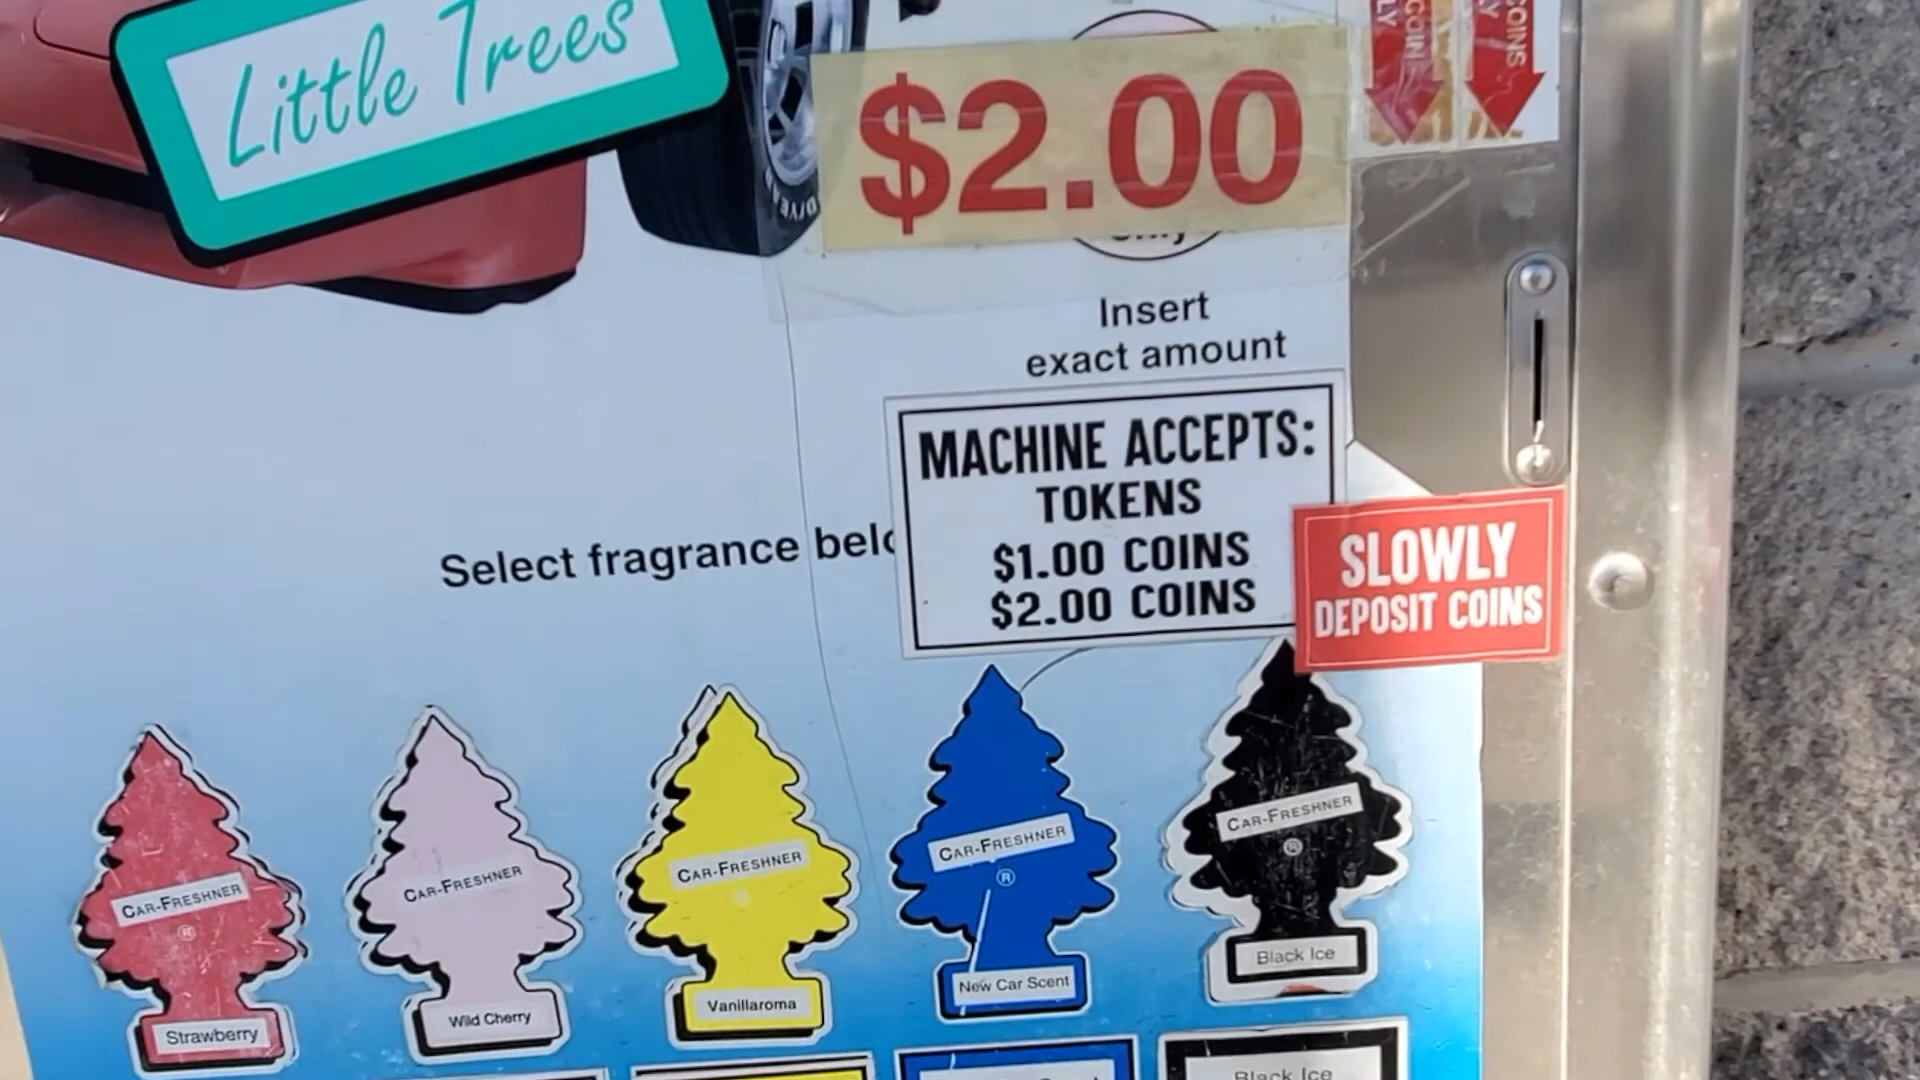 Little Trees
$2.00
COINS
COIN
Insert
exact amount
MACHINE ACCEPTS:
TOKENS
$1.00 COINS
$2.00 COINS
SLOWLY
DEPOSIT COINS
Select fragrance
CAR-FRESHNER
®
Strawberry
CAR-FRESHNER
Wild Cherry
CAR-FRESHNER
Vanillaroma
CAR-FRESHNER
®
New Car Scent
CAR-FRESHNER
®
Black Ice
Black Ice